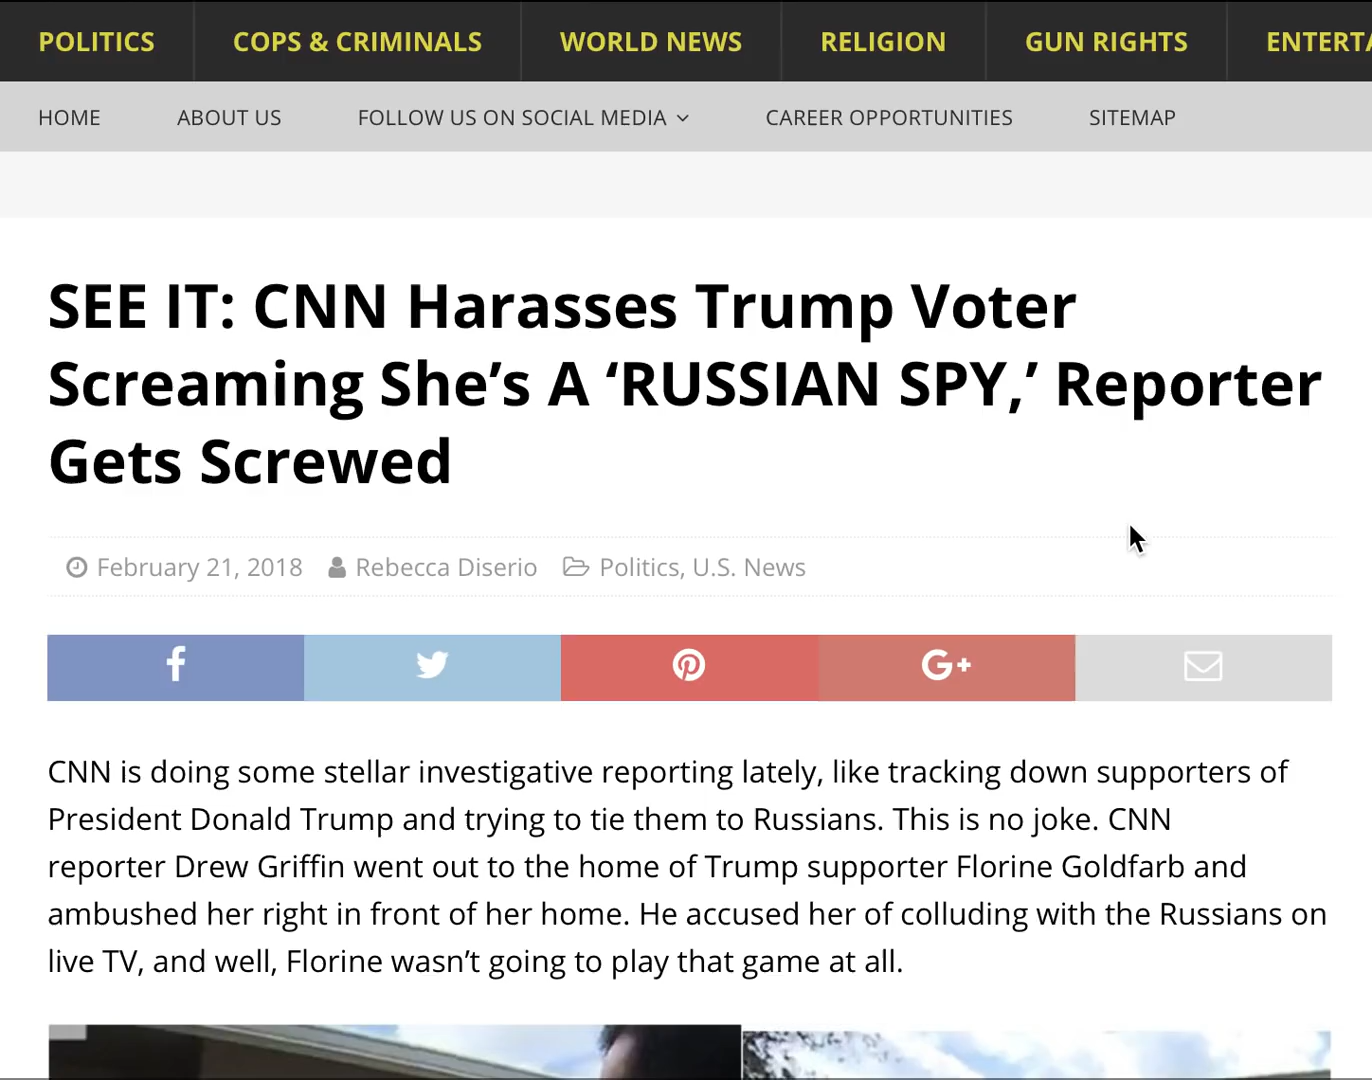 POLITICS COPS & CRIMINALS WORLD NEWS RELIGION GUN RIGHTS ENTERTA
HOME ABOUT US FOLLOW US ON SOCIAL MEDIA CAREER OPPORTUNITIES SITEMAP
SEE IT: CNN Harasses Trump Voter
Screaming She’s A ‘RUSSIAN SPY,’ Reporter
Gets Screwed
February 21, 2018 Rebecca Diserio Politics, U.S. News
CNN is doing some stellar investigative reporting lately, like tracking down supporters of
President Donald Trump and trying to tie them to Russians. This is no joke. CNN
reporter Drew Griffin went out to the home of Trump supporter Florine Goldfarb and
ambushed her right in front of her home. He accused her of colluding with the Russians on
live TV, and well, Florine wasn’t going to play that game at all.